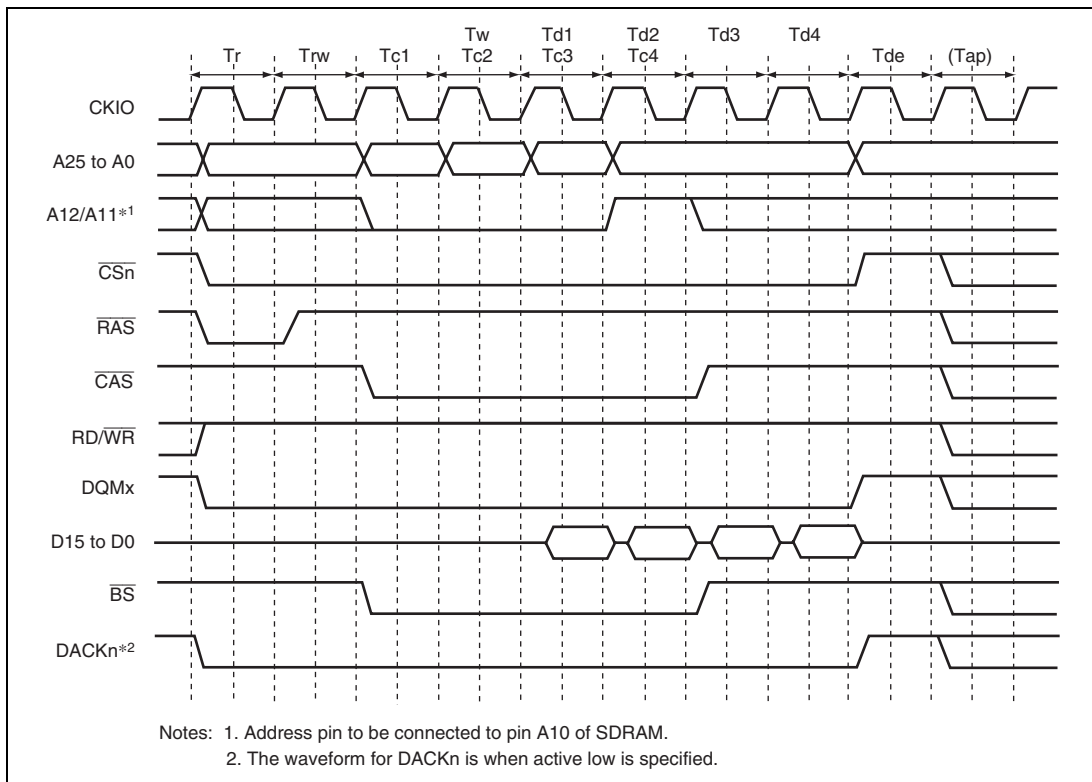 Tw Td1 Td2 Td3 Td4
Tr Trw Tc1 Tc2 Tc3 Tc4 Tde (Tap)
CKIO
A25 to A0
A12/A11*1
CSn
RAS
CAS
RD/WR
DQMx
D15 to D0
BS
DACKn*2
Notes: 1. Address pin to be connected to pin A10 of SDRAM.
2. The waveform for DACKn is when active low is specified.